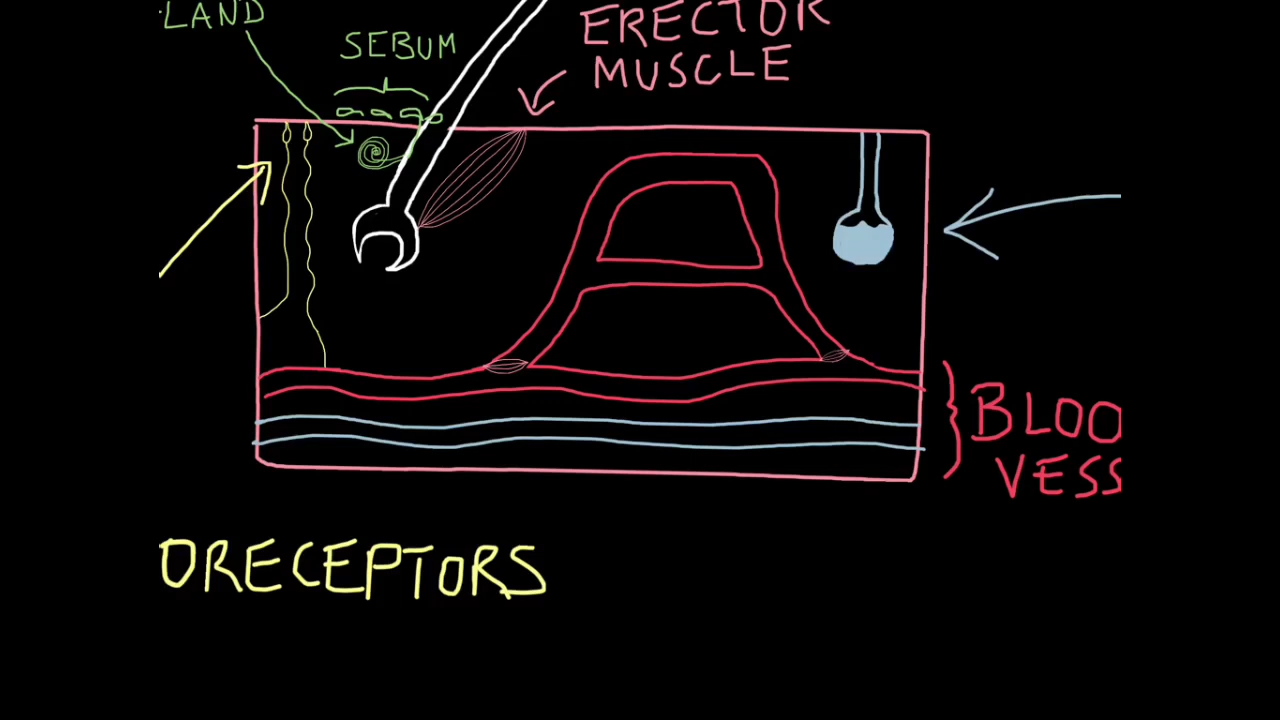 LAND
SEBUM
ERECTOR
MUSCLE
BLOO
VESS
ORECEPTORS